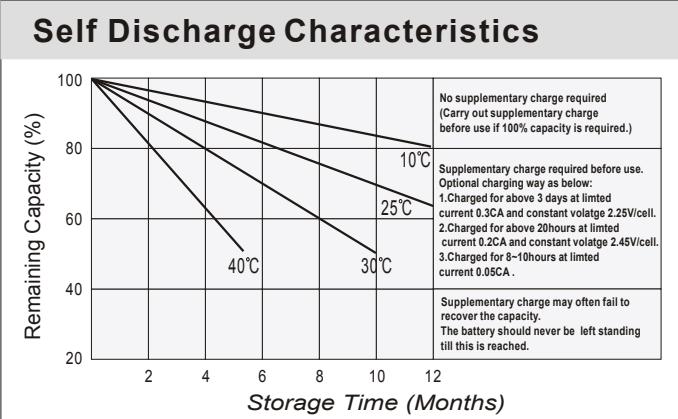 Self Discharge Characteristics
Remaining Capacity (%)
100
80
60
40
20
10℃
25℃
30℃
40℃
2 4 6 8 10 12
Storage Time (Months)
No supplementary charge required
(Carry out supplementary charge
before use if 100% capacity is required.)
Supplementary charge required before use.
Optional charging way as below:
1.Charged for above 3 days at limted
current 0.3CA and constant volatge 2.25V/cell.
2.Charged for above 20hours at limted
current 0.2CA and constant volatge 2.45V/cell.
3.Charged for 8~10hours at limted
current 0.05CA .
Supplementary charge may often fail to
recover the capacity.
The battery should never be left standing
till this is reached.